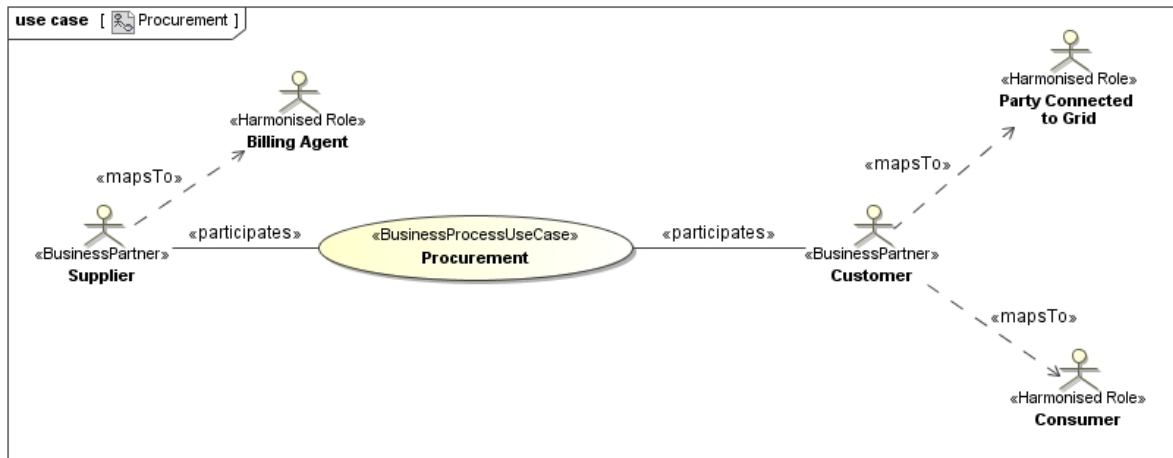 use case [ Procurement ]
«Harmonised Role»
Billing Agent
«Harmonised Role»
Party Connected
to Grid
«mapsTo»
«mapsTo»
«BusinessPartner»
Supplier
«participates»
«BusinessProcessUseCase»
Procurement
«participates»
«BusinessPartner»
Customer
«mapsTo»
«Harmonised Role»
Consumer